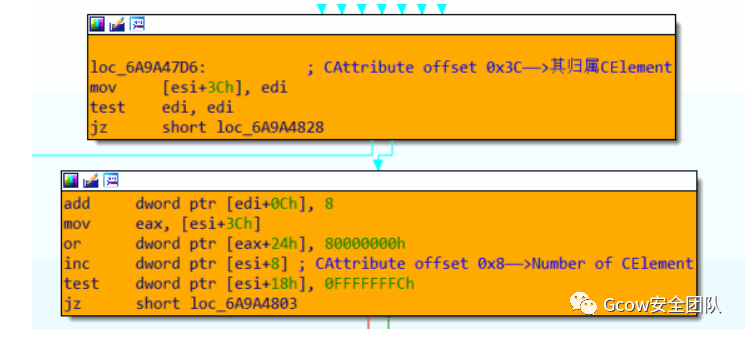 loc_6A9A47D6: ; CAttribute offset 0x3C——>其归属CElement
mov [esi+3Ch], edi
test edi, edi
jz short loc_6A9A4828
add dword ptr [edi+0Ch], 8
mov eax, [esi+3Ch]
or dword ptr [eax+24h], 80000000h
inc dword ptr [esi+8] ; CAttribute offset 0x8——>Number of CElement
test dword ptr [esi+18h], 0FFFFFFFCh
jz short loc_6A9A4803
Gcow安全团队